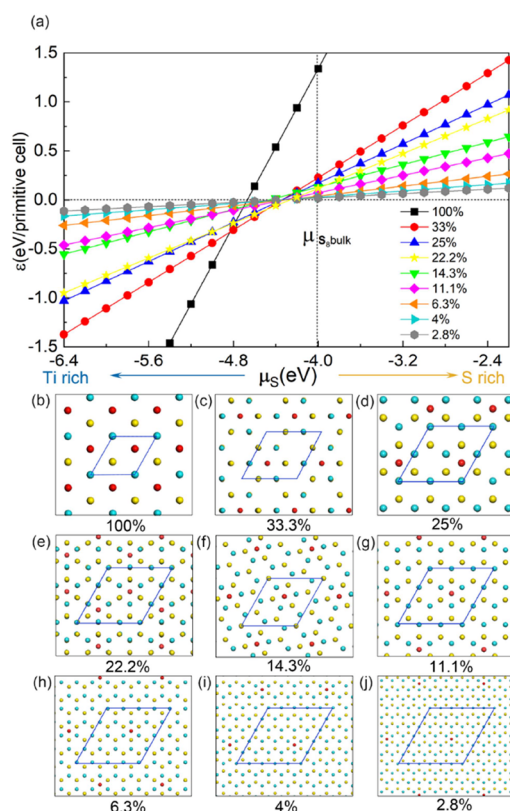 (a)
1.5
1.0
0.5
0.0
-0.5
-1.0
-1.5
ε(eV/primitive cell)
100%
33%
25%
22.2%
14.3%
11.1%
6.3%
4%
2.8%
μ S₈bulk
-6.4 -5.6 -4.8 -4.0 -3.2 -2.4
Ti rich μS(eV) S rich
(b) (c) (d)
100% 33.3% 25%
(e) (f) (g)
22.2% 14.3% 11.1%
(h) (i) (j)
6.3% 4% 2.8%